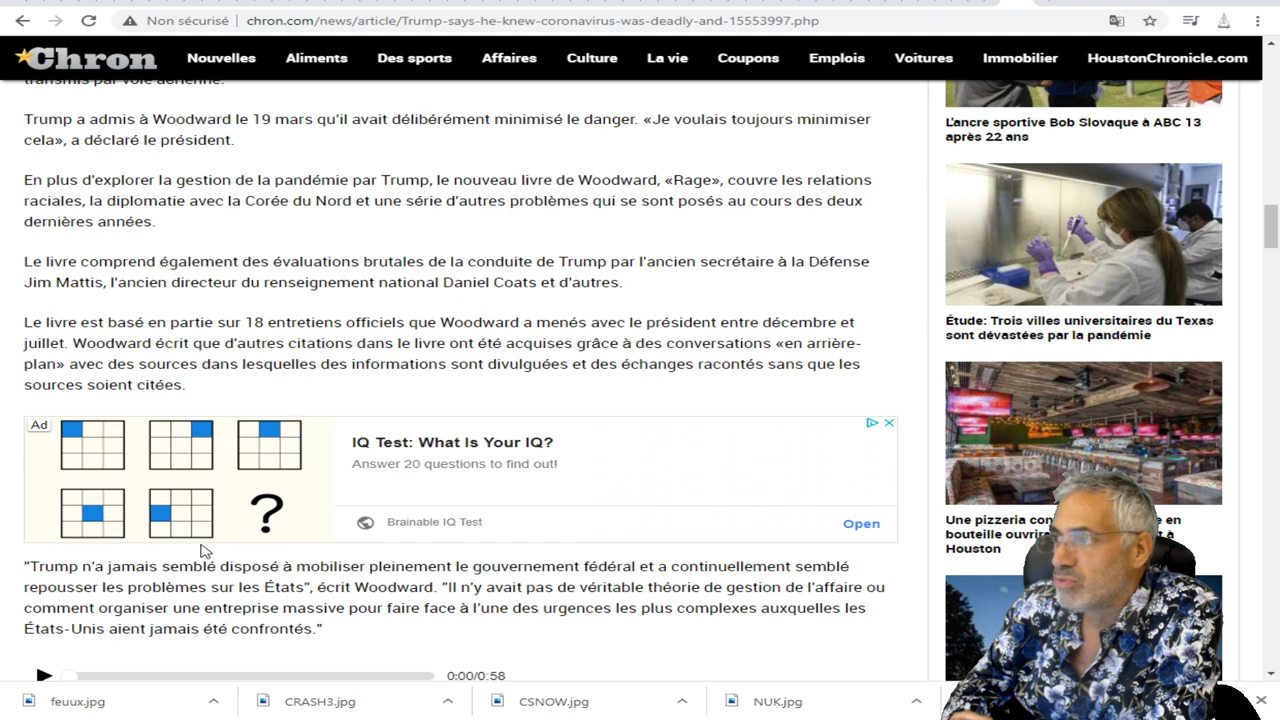 Non sécurisé
chron.com/news/article/Trump-says-he-knew-coronavirus-was-deadly-and-15553997.php
Chron
Nouvelles
Aliments
Des sports
Affaires
Culture
La vie
Coupons
Emplois
Voitures
Immobilier
HoustonChronicle.com
transmis par voie aérienne.
Trump a admis à Woodward le 19 mars qu'il avait délibérément minimisé le danger. «Je voulais toujours minimiser
cela», a déclaré le président.
En plus d'explorer la gestion de la pandémie par Trump, le nouveau livre de Woodward, «Rage», couvre les relations
raciales, la diplomatie avec la Corée du Nord et une série d'autres problèmes qui se sont posés au cours des deux
dernières années.
Le livre comprend également des évaluations brutales de la conduite de Trump par l'ancien secrétaire à la Défense
Jim Mattis, l'ancien directeur du renseignement national Daniel Coats et d'autres.
Le livre est basé en partie sur 18 entretiens officiels que Woodward a menés avec le président entre décembre et
juillet. Woodward écrit que d'autres citations dans le livre ont été acquises grâce à des conversations «en arrière-
plan» avec des sources dans lesquelles des informations sont divulguées et des échanges racontés sans que les
sources soient citées.
Ad
?
IQ Test: What Is Your IQ?
Answer 20 questions to find out!
Brainable IQ Test
Open
"Trump n'a jamais semblé disposé à mobiliser pleinement le gouvernement fédéral et a continuellement semblé
repousser les problèmes sur les États", écrit Woodward. "Il n'y avait pas de véritable théorie de gestion de l'affaire ou
comment organiser une entreprise massive pour faire face à l'une des urgences les plus complexes auxquelles les
États-Unis aient jamais été confrontés."
0:00/0:58
L'ancre sportive Bob Slovaque à ABC 13
après 22 ans
Étude: Trois villes universitaires du Texas
sont dévastées par la pandémie
Une pizzeria con
bouteille ouvrir
Houston
feuux.jpg
CRASH3.jpg
CSNOW.jpg
NUK.jpg